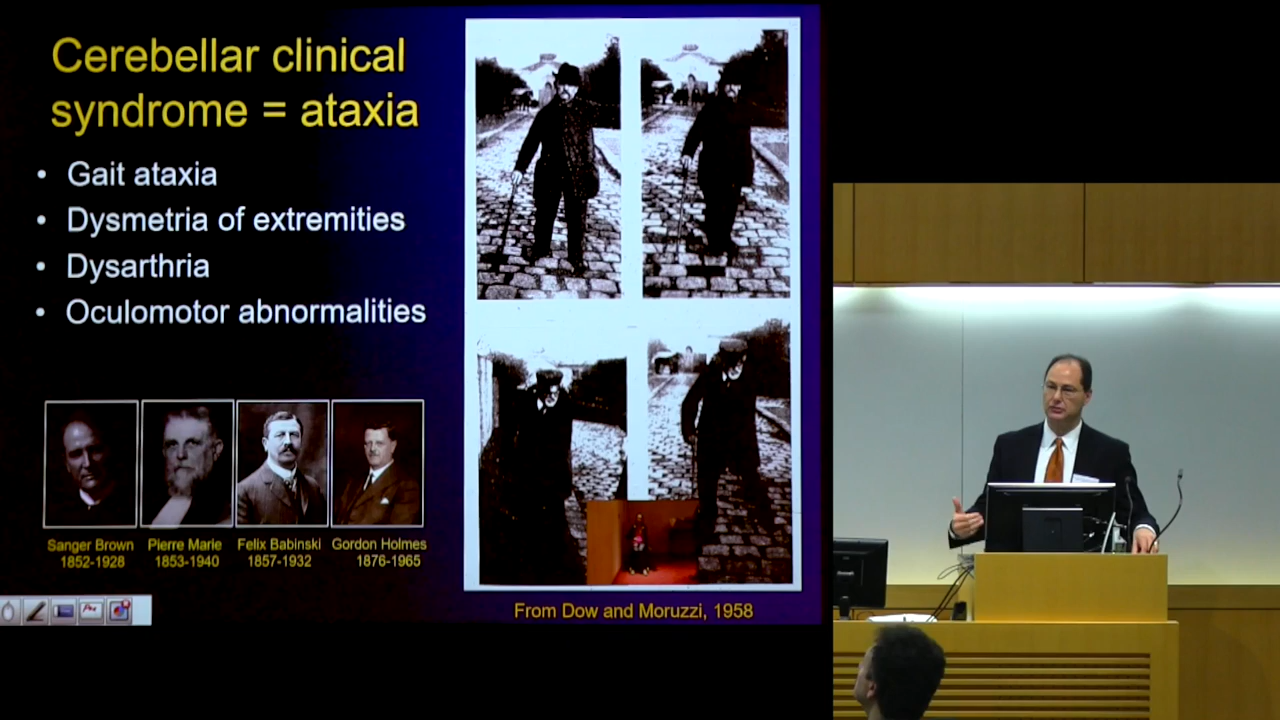 Cerebellar clinical
syndrome = ataxia
• Gait ataxia
• Dysmetria of extremities
• Dysarthria
• Oculomotor abnormalities
Sanger Brown
1852-1928
Pierre Marie
1853-1940
Felix Babinski
1857-1932
Gordon Holmes
1876-1965
From Dow and Moruzzi, 1958